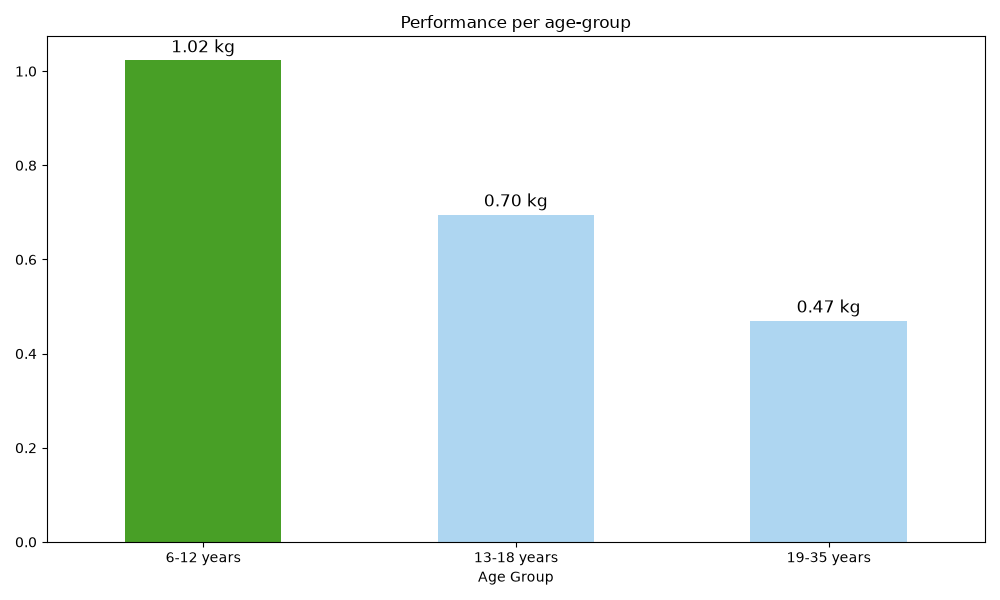 Performance per age-group
1.02 kg
0.70 kg
0.47 kg
1.0
0.8
0.6
0.4
0.2
0.0
6-12 years
13-18 years
19-35 years
Age Group